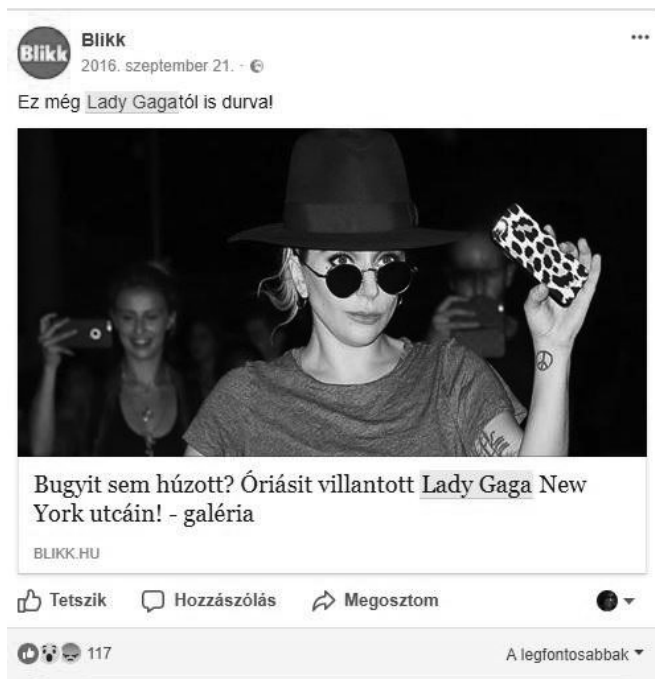 Blikk
Blikk
2016. szeptember 21. ·
Ez még Lady Gagatól is durva!
Bugyit sem húzott? Óriásit villantott Lady Gaga New
York utcáin! - galéria
BLIKK.HU
Tetszik Hozzászólás Megosztom
117 A legfontosabbak